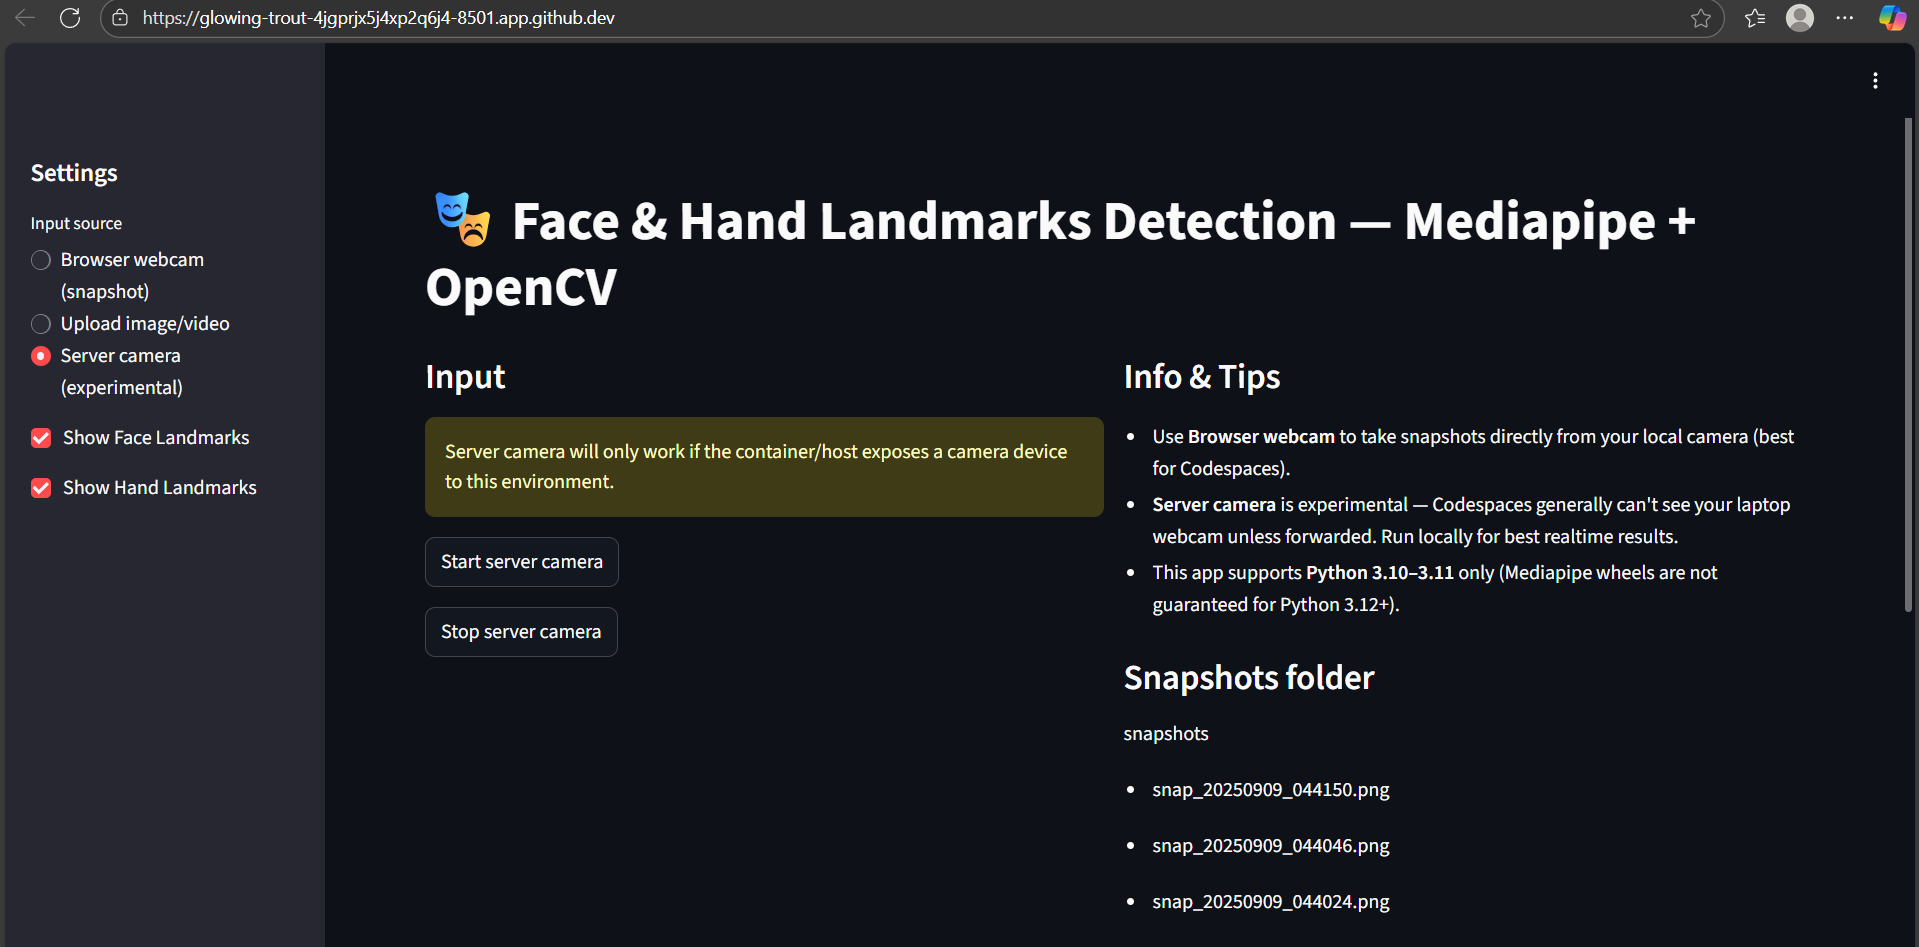 https://glowing-trout-4jgprjx5j4xp2q6j4-8501.app.github.dev
Settings
Input source
Browser webcam
(snapshot)
Upload image/video
Server camera
(experimental)
Show Face Landmarks
Show Hand Landmarks
Face & Hand Landmarks Detection — Mediapipe +
OpenCV
Input
Server camera will only work if the container/host exposes a camera device
to this environment.
Start server camera
Stop server camera
Info & Tips
Use Browser webcam to take snapshots directly from your local camera (best
for Codespaces).
Server camera is experimental — Codespaces generally can't see your laptop
webcam unless forwarded. Run locally for best realtime results.
This app supports Python 3.10–3.11 only (Mediapipe wheels are not
guaranteed for Python 3.12+).
Snapshots folder
snapshots
snap_20250909_044150.png
snap_20250909_044046.png
snap_20250909_044024.png